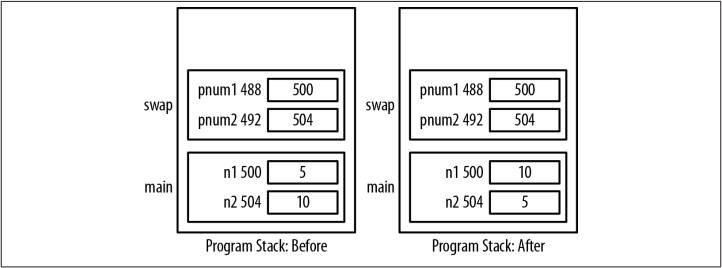 swap
pnum1 488 500
pnum2 492 504
main
n1 500 5
n2 504 10
Program Stack: Before
swap
pnum1 488 500
pnum2 492 504
main
n1 500 10
n2 504 5
Program Stack: After